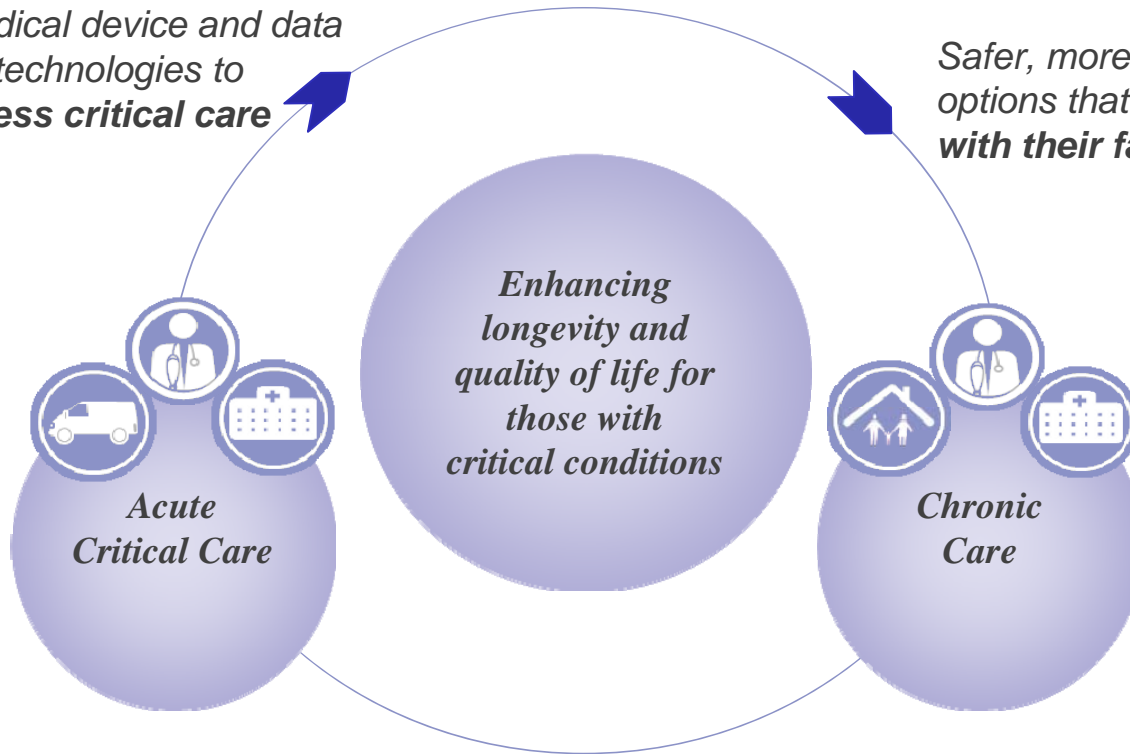 dical device and data
technologies to
ess critical care
Safer, more
options that
with their fa
Enhancing
longevity and
quality of life for
those with
critical conditions
Acute
Critical Care
Chronic
Care